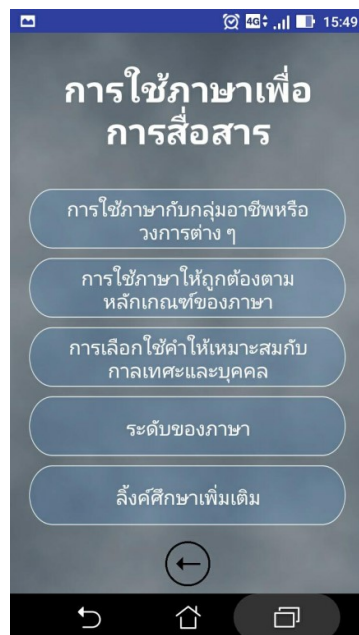 4G 15:49
การใช้ภาษาเพื่อ
การสื่อสาร
การใช้ภาษากับกลุ่มอาชีพหรือ
วงการต่าง ๆ
การใช้ภาษาให้ถูกต้องตาม
หลักเกณฑ์ของภาษา
การเลือกใช้คำให้เหมาะสมกับ
กาลเทศะและบุคคล
ระดับของภาษา
ลิ้งค์ศึกษาเพิ่มเติม